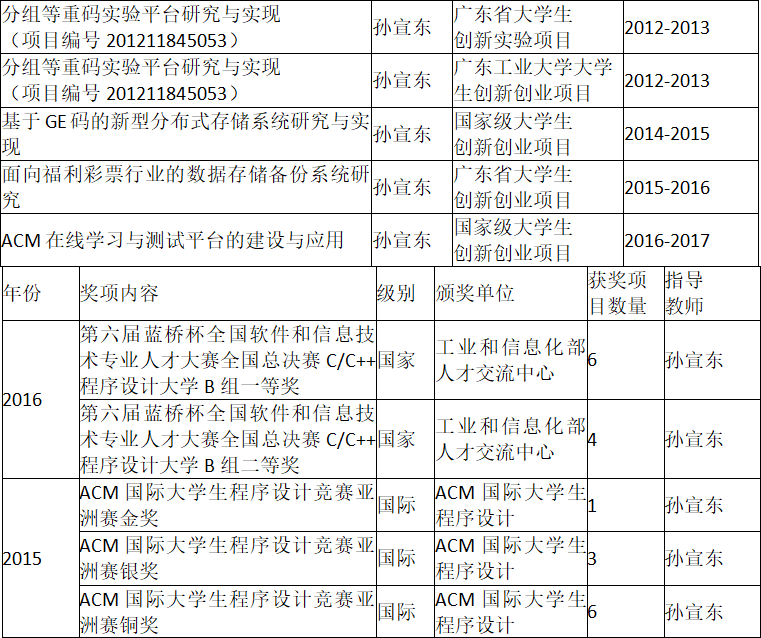 分组等重码实验平台研究与实现
（项目编号 201211845053）
孙宣东
广东省大学生
创新实验项目
2012-2013
分组等重码实验平台研究与实现
（项目编号 201211845053）
孙宣东
广东工业大学大学
生创新创业项目
2012-2013
基于 GE 码的新型分布式存储系统研究与实
现
孙宣东
国家级大学生
创新创业项目
2014-2015
面向福利彩票行业的数据存储备份系统研
究
孙宣东
广东省大学生
创新创业项目
2015-2016
ACM 在线学习与测试平台的建设与应用
孙宣东
国家级大学生
创新创业项目
2016-2017
年份
奖项内容
级别
颁奖单位
获奖项
目数量
指导
教师
2016
第六届蓝桥杯全国软件和信息技
术专业人才大赛全国总决赛 C/C++
程序设计大学 B 组一等奖
国家
工业和信息化部
人才交流中心
6
孙宣东
第六届蓝桥杯全国软件和信息技
术专业人才大赛全国总决赛 C/C++
程序设计大学 B 组二等奖
国家
工业和信息化部
人才交流中心
4
孙宣东
2015
ACM 国际大学生程序设计竞赛亚
洲赛金奖
国际
ACM 国际大学生
程序设计
1
孙宣东
ACM 国际大学生程序设计竞赛亚
洲赛银奖
国际
ACM 国际大学生
程序设计
3
孙宣东
ACM 国际大学生程序设计竞赛亚
洲赛铜奖
国际
ACM 国际大学生
程序设计
6
孙宣东